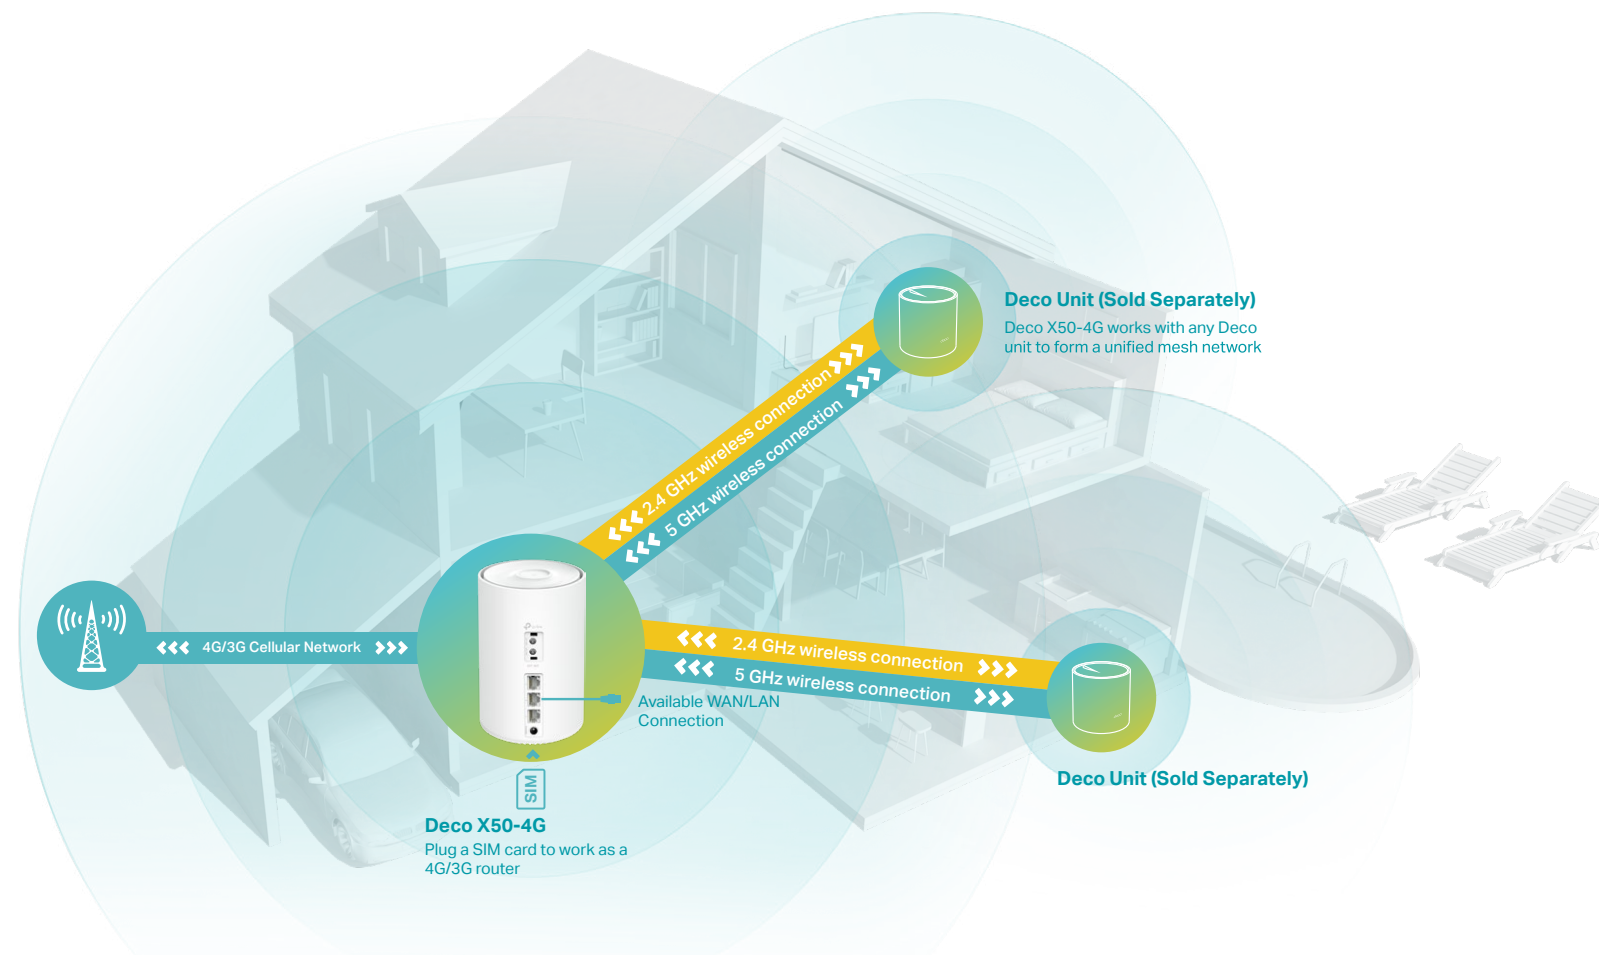 Deco Unit (Sold Separately)
Deco X50-4G works with any Deco
unit to form a unified mesh network
2.4 GHz wireless connection
5 GHz wireless connection
4G/3G Cellular Network
2.4 GHz wireless connection
5 GHz wireless connection
Available WAN/LAN
Connection
Deco Unit (Sold Separately)
SIM
Deco X50-4G
Plug a SIM card to work as a
4G/3G router